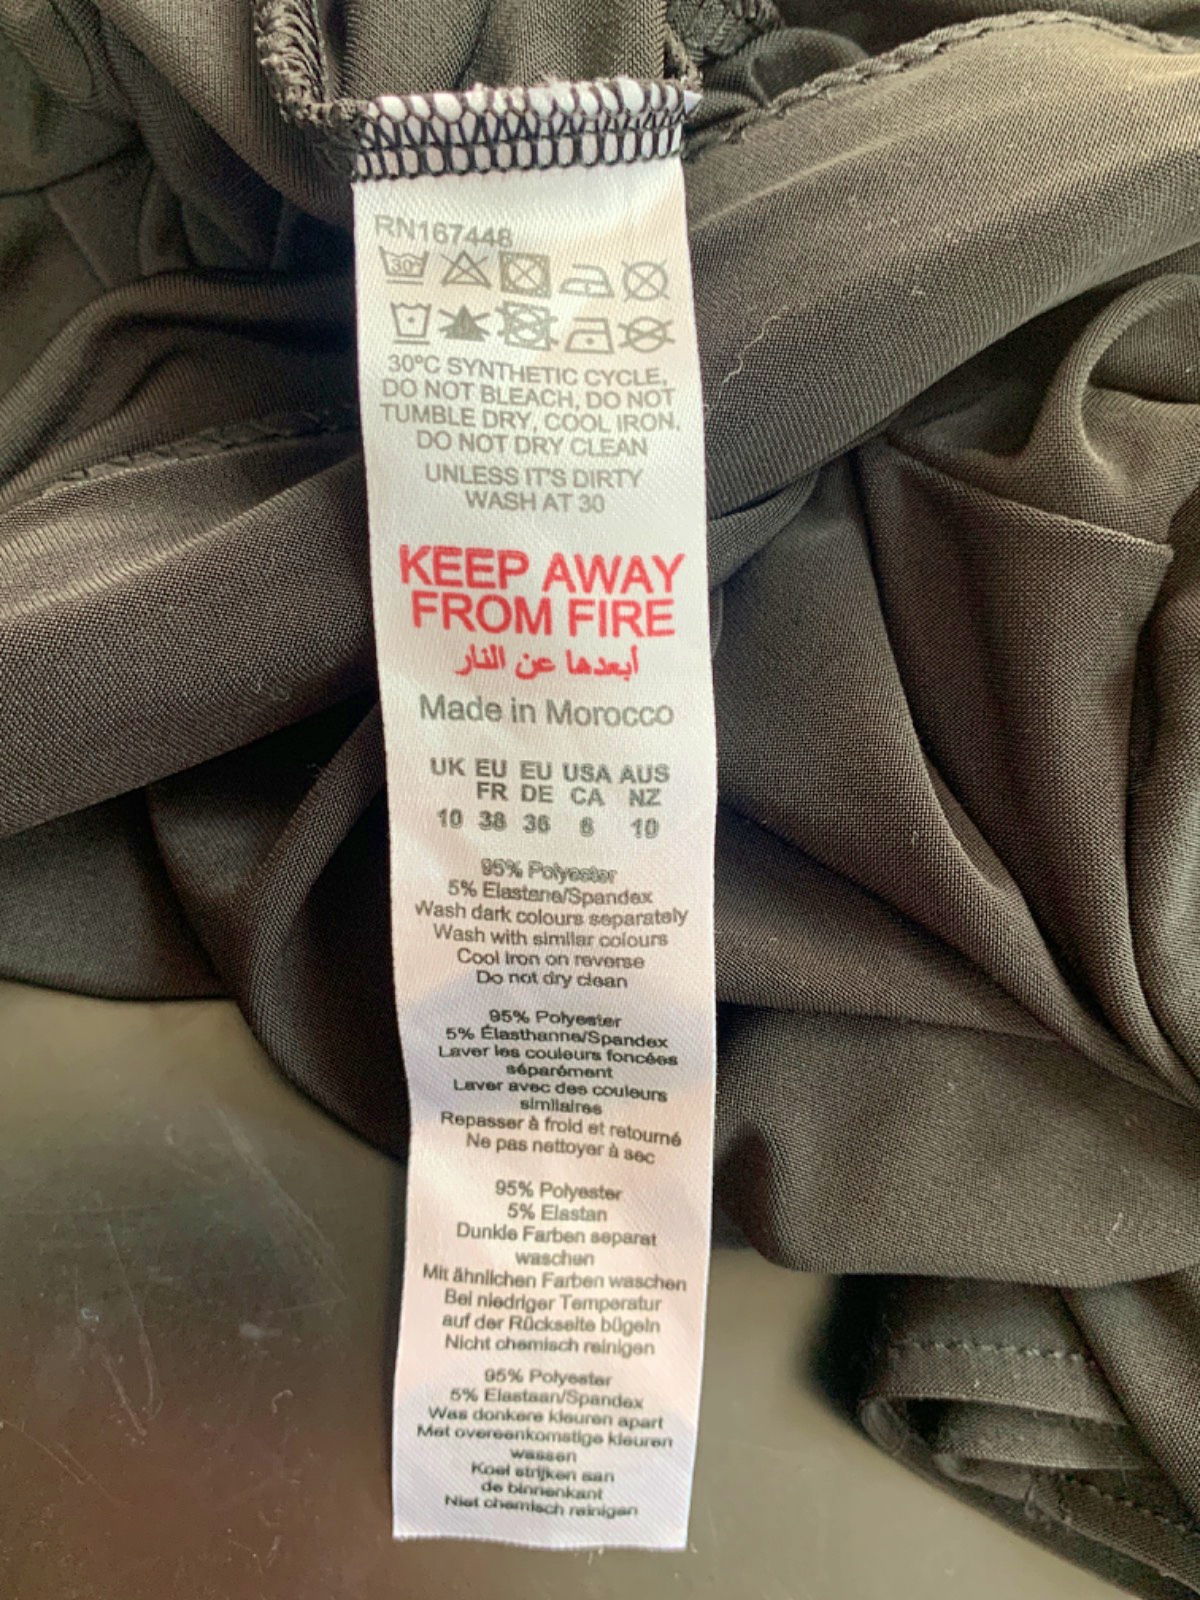 RN167448
30
30°C SYNTHETIC CYCLE,
DO NOT BLEACH, DO NOT
TUMBLE DRY, COOL IRON,
DO NOT DRY CLEAN
UNLESS IT'S DIRTY
WASH AT 30
KEEP AWAY
FROM FIRE
أبعدها عن النار
Made in Morocco
UK EU EU USA AUS
FR DE CA NZ
10 38 36 6 10
95% Polyester
5% Elastane/Spandex
Wash dark colours separately
Wash with similar colours
Cool iron on reverse
Do not dry clean
95% Polyester
5% Élasthanne/Spandex
Laver les couleurs foncées
séparément
Laver avec des couleurs
similaires
Repasser à froid et retourné
Ne pas nettoyer à sec
95% Polyester
5% Elastan
Dunkle Farben separat
waschen
Mit ähnlichen Farben waschen
Bei niedriger Temperatur
auf der Rückseite bügeln
Nicht chemisch reinigen
95% Polyester
5% Elastaan/Spandex
Was donkere kleuren apart
Met overeenkomstige kleuren
wassen
Koel strijken aan
de binnenkant
Niet chemisch reinigen